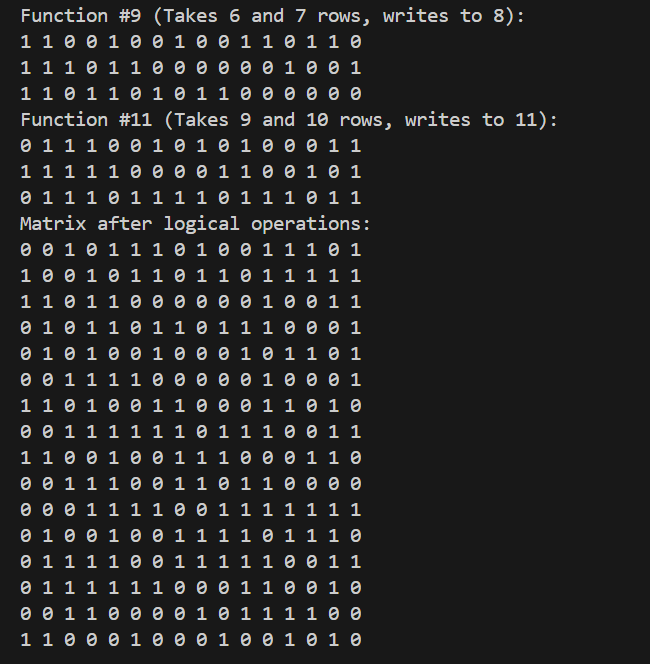 Function #9 (Takes 6 and 7 rows, writes to 8):
1 1 0 0 1 0 0 1 0 0 1 1 0 1 1 0
1 1 1 0 1 1 0 0 0 0 0 0 1 0 0 1
1 1 0 1 1 0 1 0 1 1 0 0 0 0 0 0
Function #11 (Takes 9 and 10 rows, writes to 11):
0 1 1 1 0 0 1 0 1 0 1 0 0 0 1 1
1 1 1 1 1 0 0 0 0 1 1 0 0 1 0 1
0 1 1 1 0 1 1 1 1 0 1 1 1 0 1 1
Matrix after logical operations:
0 0 1 0 1 1 1 0 1 0 0 1 1 1 0 1
1 0 0 1 0 1 1 0 1 1 0 1 1 1 1 1
1 1 0 1 1 0 0 0 0 0 0 1 0 0 1 1
0 1 0 1 1 0 1 1 0 1 1 1 0 0 0 1
0 1 0 1 0 0 1 0 0 0 1 0 1 1 0 1
0 0 1 1 1 1 0 0 0 0 0 1 0 0 0 1
1 1 0 1 0 0 1 1 0 0 0 1 1 0 1 0
0 0 1 1 1 1 1 1 0 1 1 1 0 0 1 1
1 1 0 0 1 0 0 1 1 1 0 0 0 1 1 0
0 0 1 1 1 0 0 1 1 0 1 1 0 0 0 0
0 0 0 1 1 1 1 0 0 1 1 1 1 1 1 1
0 1 0 0 1 0 0 1 1 1 1 0 1 1 1 0
0 1 1 1 1 0 0 1 1 1 1 1 0 0 1 1
0 1 1 1 1 1 1 0 0 0 1 1 0 0 1 0
0 0 1 1 0 0 0 0 1 0 1 1 1 1 0 0
1 1 0 0 0 1 0 0 0 1 0 0 1 0 1 0